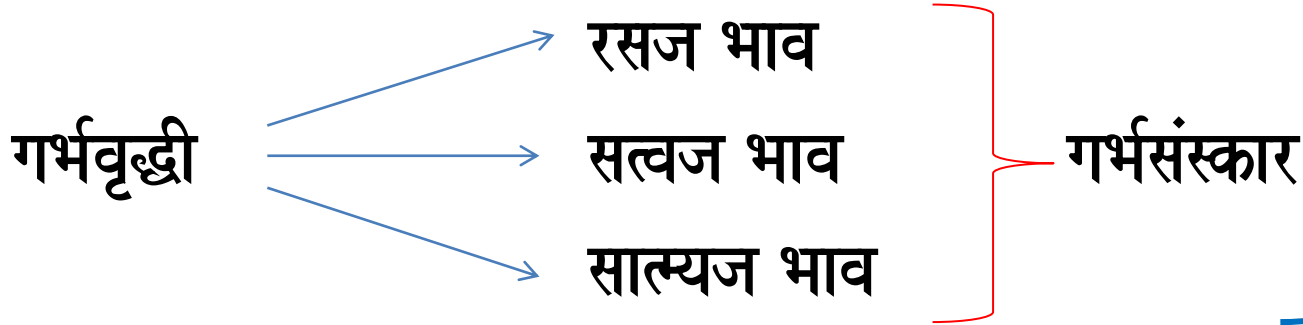 रसज भाव
गर्भवृद्धी सत्वज भाव गर्भसंस्कार
सात्म्यज भाव